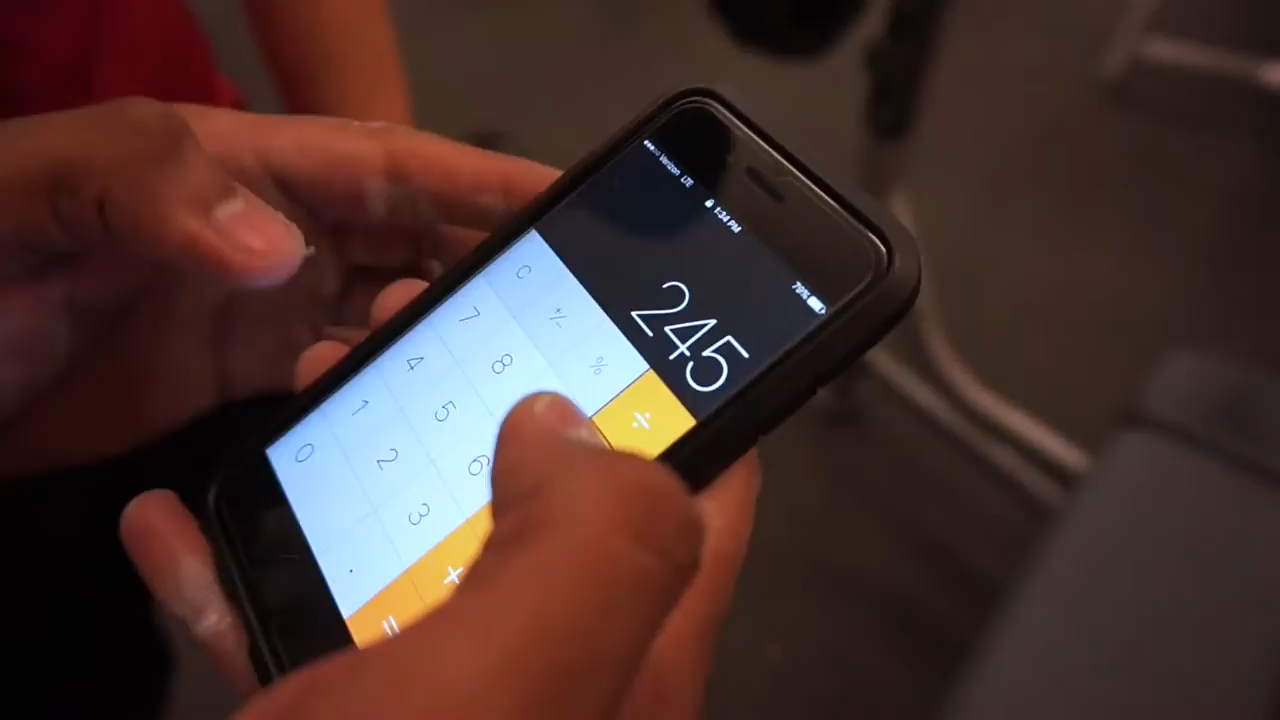 ●●●○○ Verizon LTE 🔒 1:34 PM 79%
245
C +/- % ÷
7 8
4 5 6
1 2 3 +
0 . =